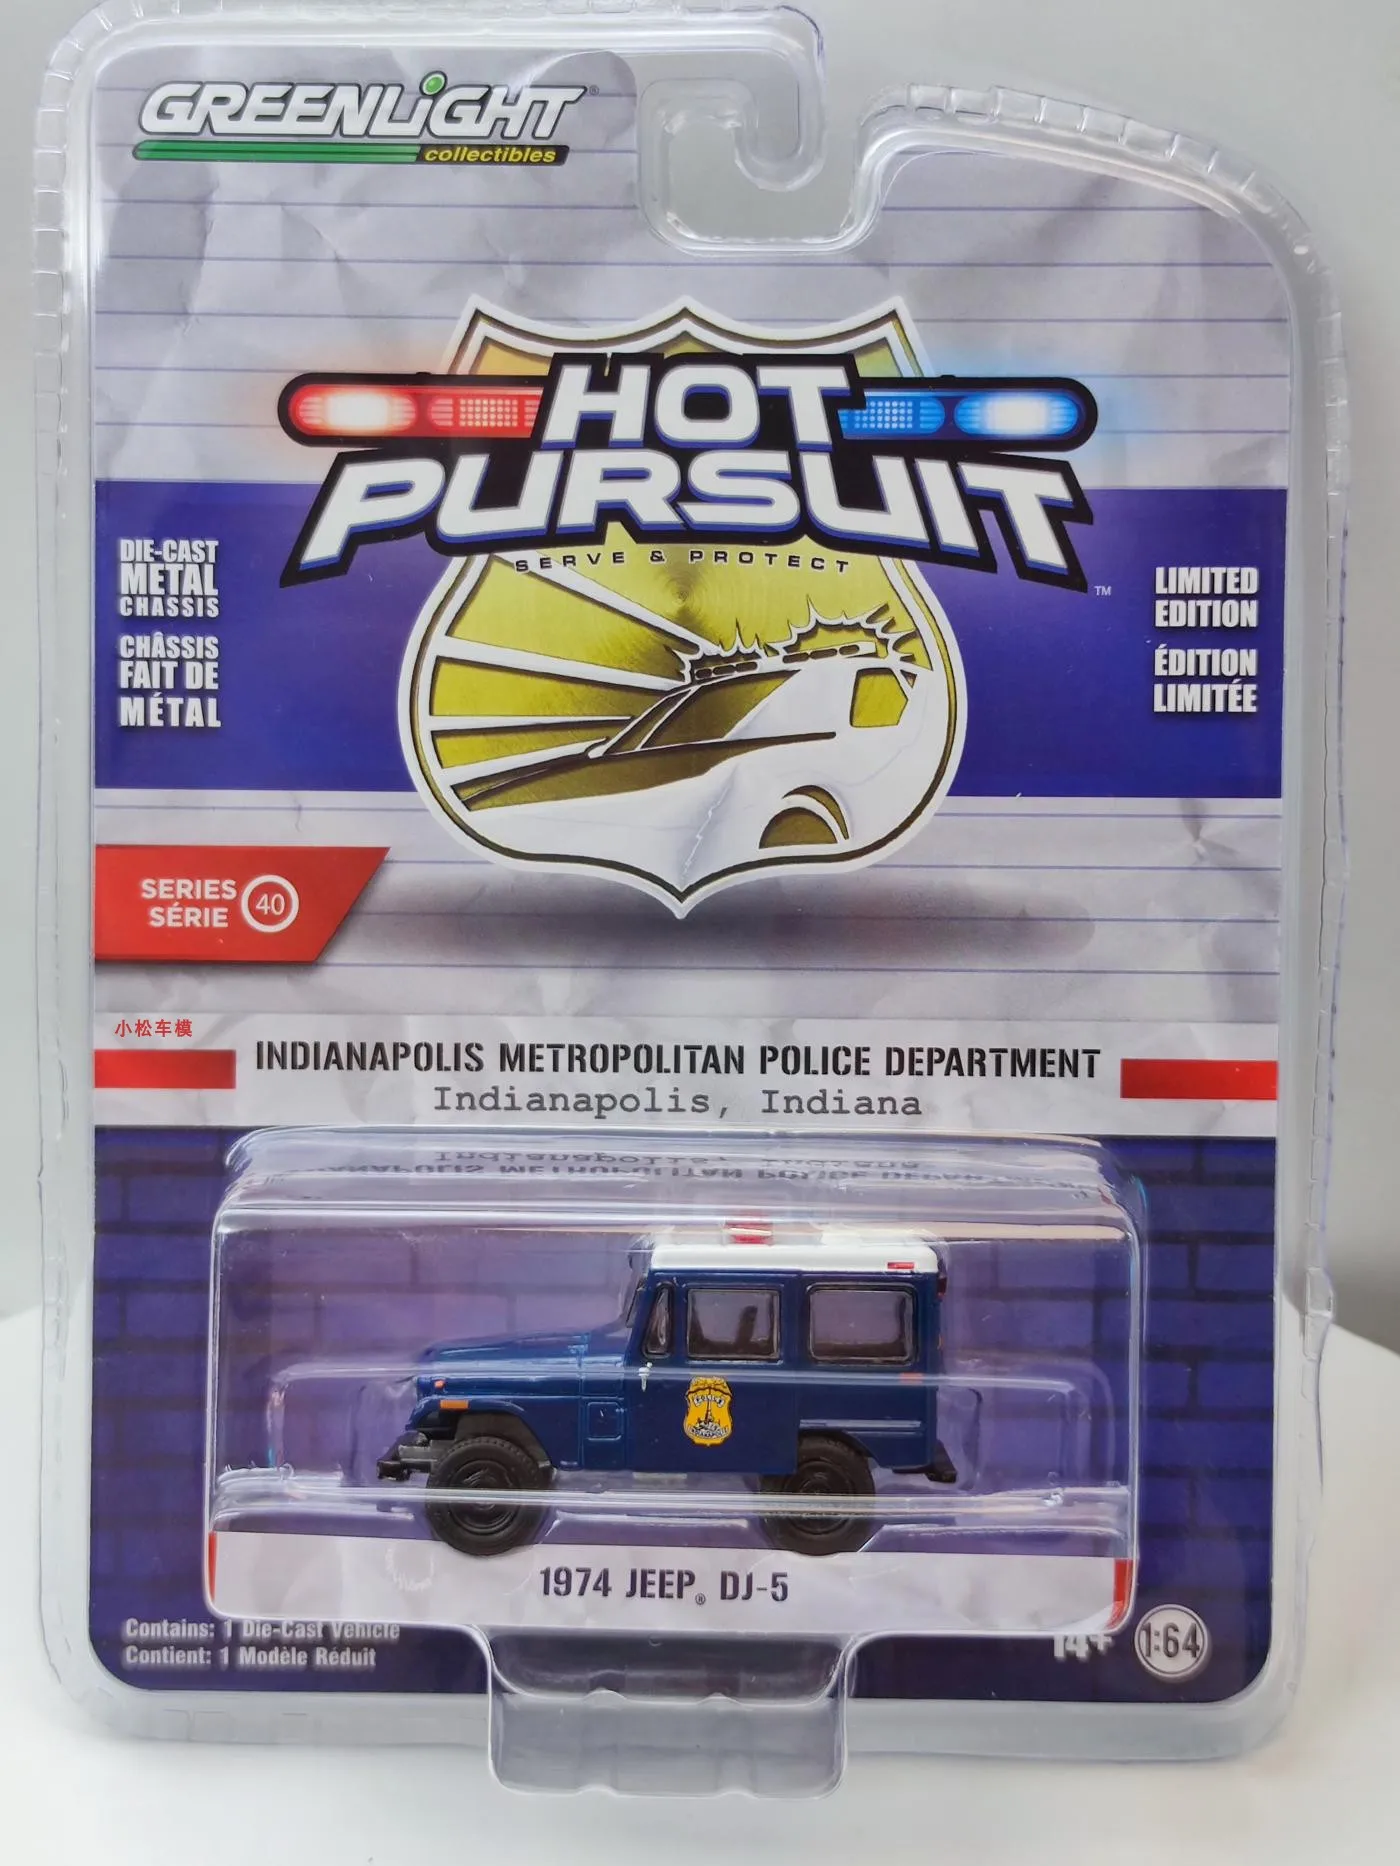 GREENLiGHT®
collectibles
HOT
PURSUIT
SERVE & PROTECT
™
DIE-CAST
METAL
CHASSIS
CHÂSSIS
FAIT DE
MÉTAL
LIMITED
EDITION
ÉDITION
LIMITÉE
SERIES
SÉRIE
40
小松车模
INDIANAPOLIS METROPOLITAN POLICE DEPARTMENT
Indianapolis, Indiana
POLICE
1974 JEEP® DJ-5
Contains: 1 Die-Cast Vehicle
Contient: 1 Modèle Réduit
14+
1:64